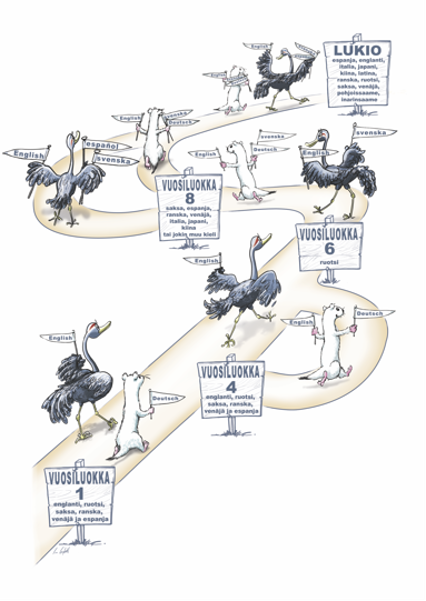 English
svenska
LUKIO
espanja, englanti,
italia, japani,
kiina, latina,
ranska, ruotsi,
saksa, venäjä,
pohjoissaame,
inarinsaame
English
svenska
Deutsch
English
español
svenska
English
svenska
Deutsch
English
svenska
VUOSILUOKKA
8
saksa, espanja,
ranska, venäjä,
italia, japani,
kiina
tai jokin muu kieli
VUOSILUOKKA
6
ruotsi
English
English
Deutsch
English
VUOSILUOKKA
4
englanti, ruotsi,
saksa, ranska,
venäjä ja espanja
Deutsch
VUOSILUOKKA
1
englanti, ruotsi,
saksa, ranska,
venäjä ja espanja